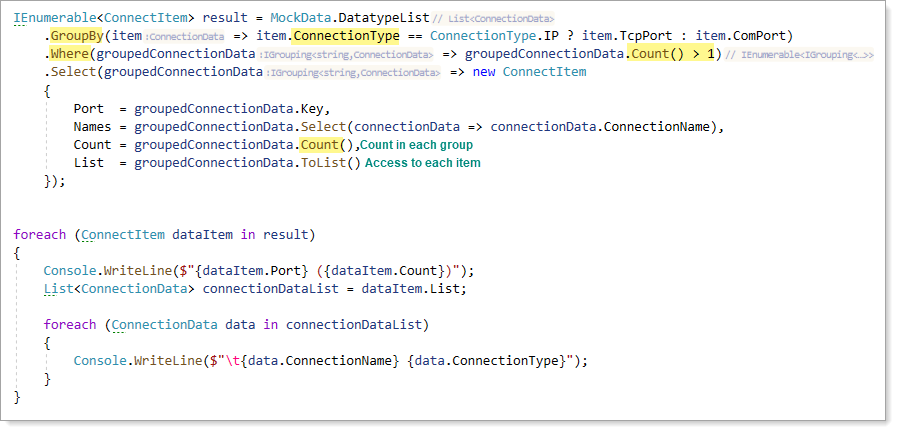 IEnumerable<ConnectItem> result = MockData.DatatypeList // List<ConnectionData>
    .GroupBy(item :ConnectionData => item.ConnectionType == ConnectionType.IP ? item.TcpPort : item.ComPort)
    .Where(groupedConnectionData :IGrouping<string,ConnectionData> => groupedConnectionData.Count() > 1) // IEnumerable<IGrouping<…>>
    .Select(groupedConnectionData :IGrouping<string,ConnectionData> => new ConnectItem
    {
        Port  = groupedConnectionData.Key,
        Names = groupedConnectionData.Select(connectionData => connectionData.ConnectionName),
        Count = groupedConnectionData.Count(), Count in each group
        List  = groupedConnectionData.ToList() Access to each item
    });
foreach (ConnectItem dataItem in result)
{
    Console.WriteLine($"{dataItem.Port} ({dataItem.Count})");
    List<ConnectionData> connectionDataList = dataItem.List;
    foreach (ConnectionData data in connectionDataList)
    {
        Console.WriteLine($"\t{data.ConnectionName} {data.ConnectionType}");
    }
}